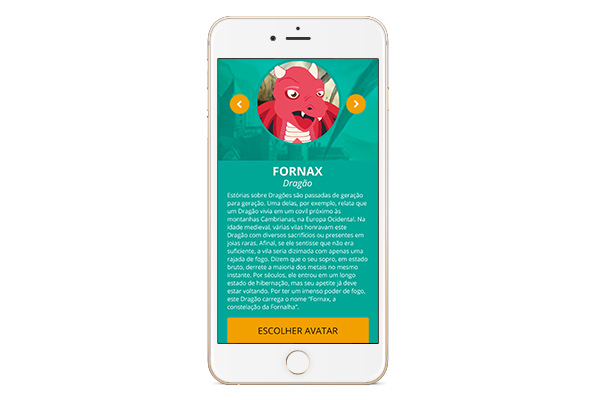 FORNAX
Dragão
Estórias sobre Dragões são passadas de geração
para geração. Uma delas, por exemplo, relata que
um Dragão vivia em um covil próximo às
montanhas Cambrianas, na Europa Ocidental. Na
idade medieval, várias vilas honravam este
Dragão com diversos sacrifícios ou presentes em
joias raras. Afinal, se ele sentisse que não era
suficiente, a vila seria dizimada com apenas uma
rajada de fogo. Dizem que o seu sopro, em estado
bruto, derrete a maioria dos metais no mesmo
instante. Por séculos, ele entrou em um longo
estado de hibernação, mas seu apetite já deve
estar voltando. Por ter um imenso poder de fogo,
este Dragão carrega o nome "Fornax, a
constelação da Fornalha".
ESCOLHER AVATAR